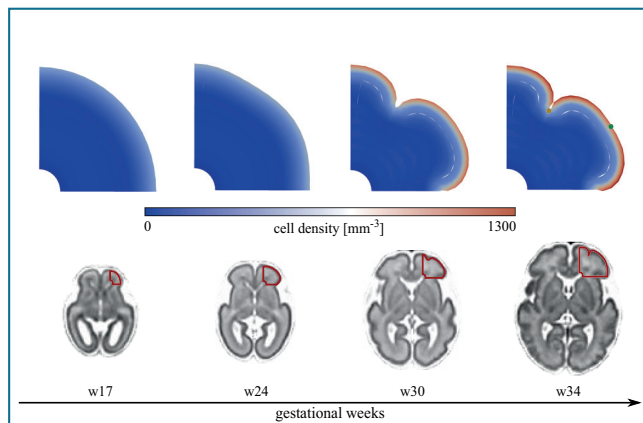 0 cell density [mm-3] 1300
w17 w24 w30 w34
gestational weeks